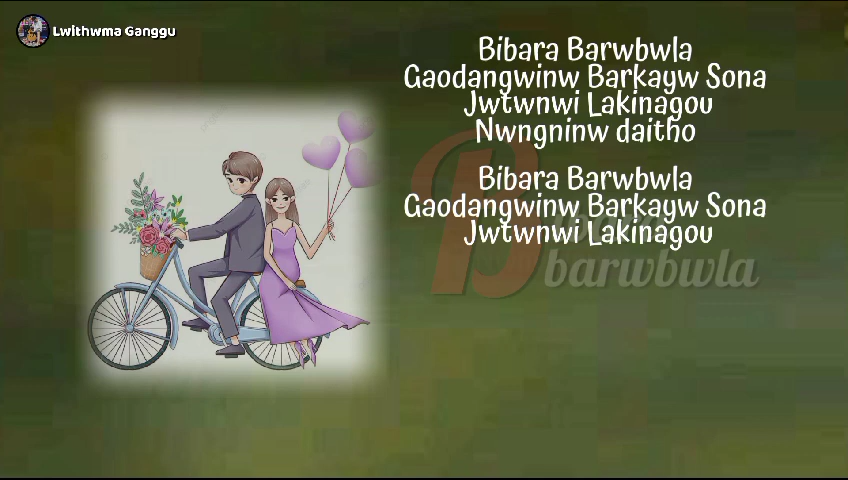 Lwithwma Ganggu
Bibara Barwbwla
Gaodangwinw Barkayw Sona
Jwtwnwi Lakinagou
Nwngninw daitho
Bibara Barwbwla
Gaodangwinw Barkayw Sona
Jwtwnwi Lakinagou
Bibara
barwbwla